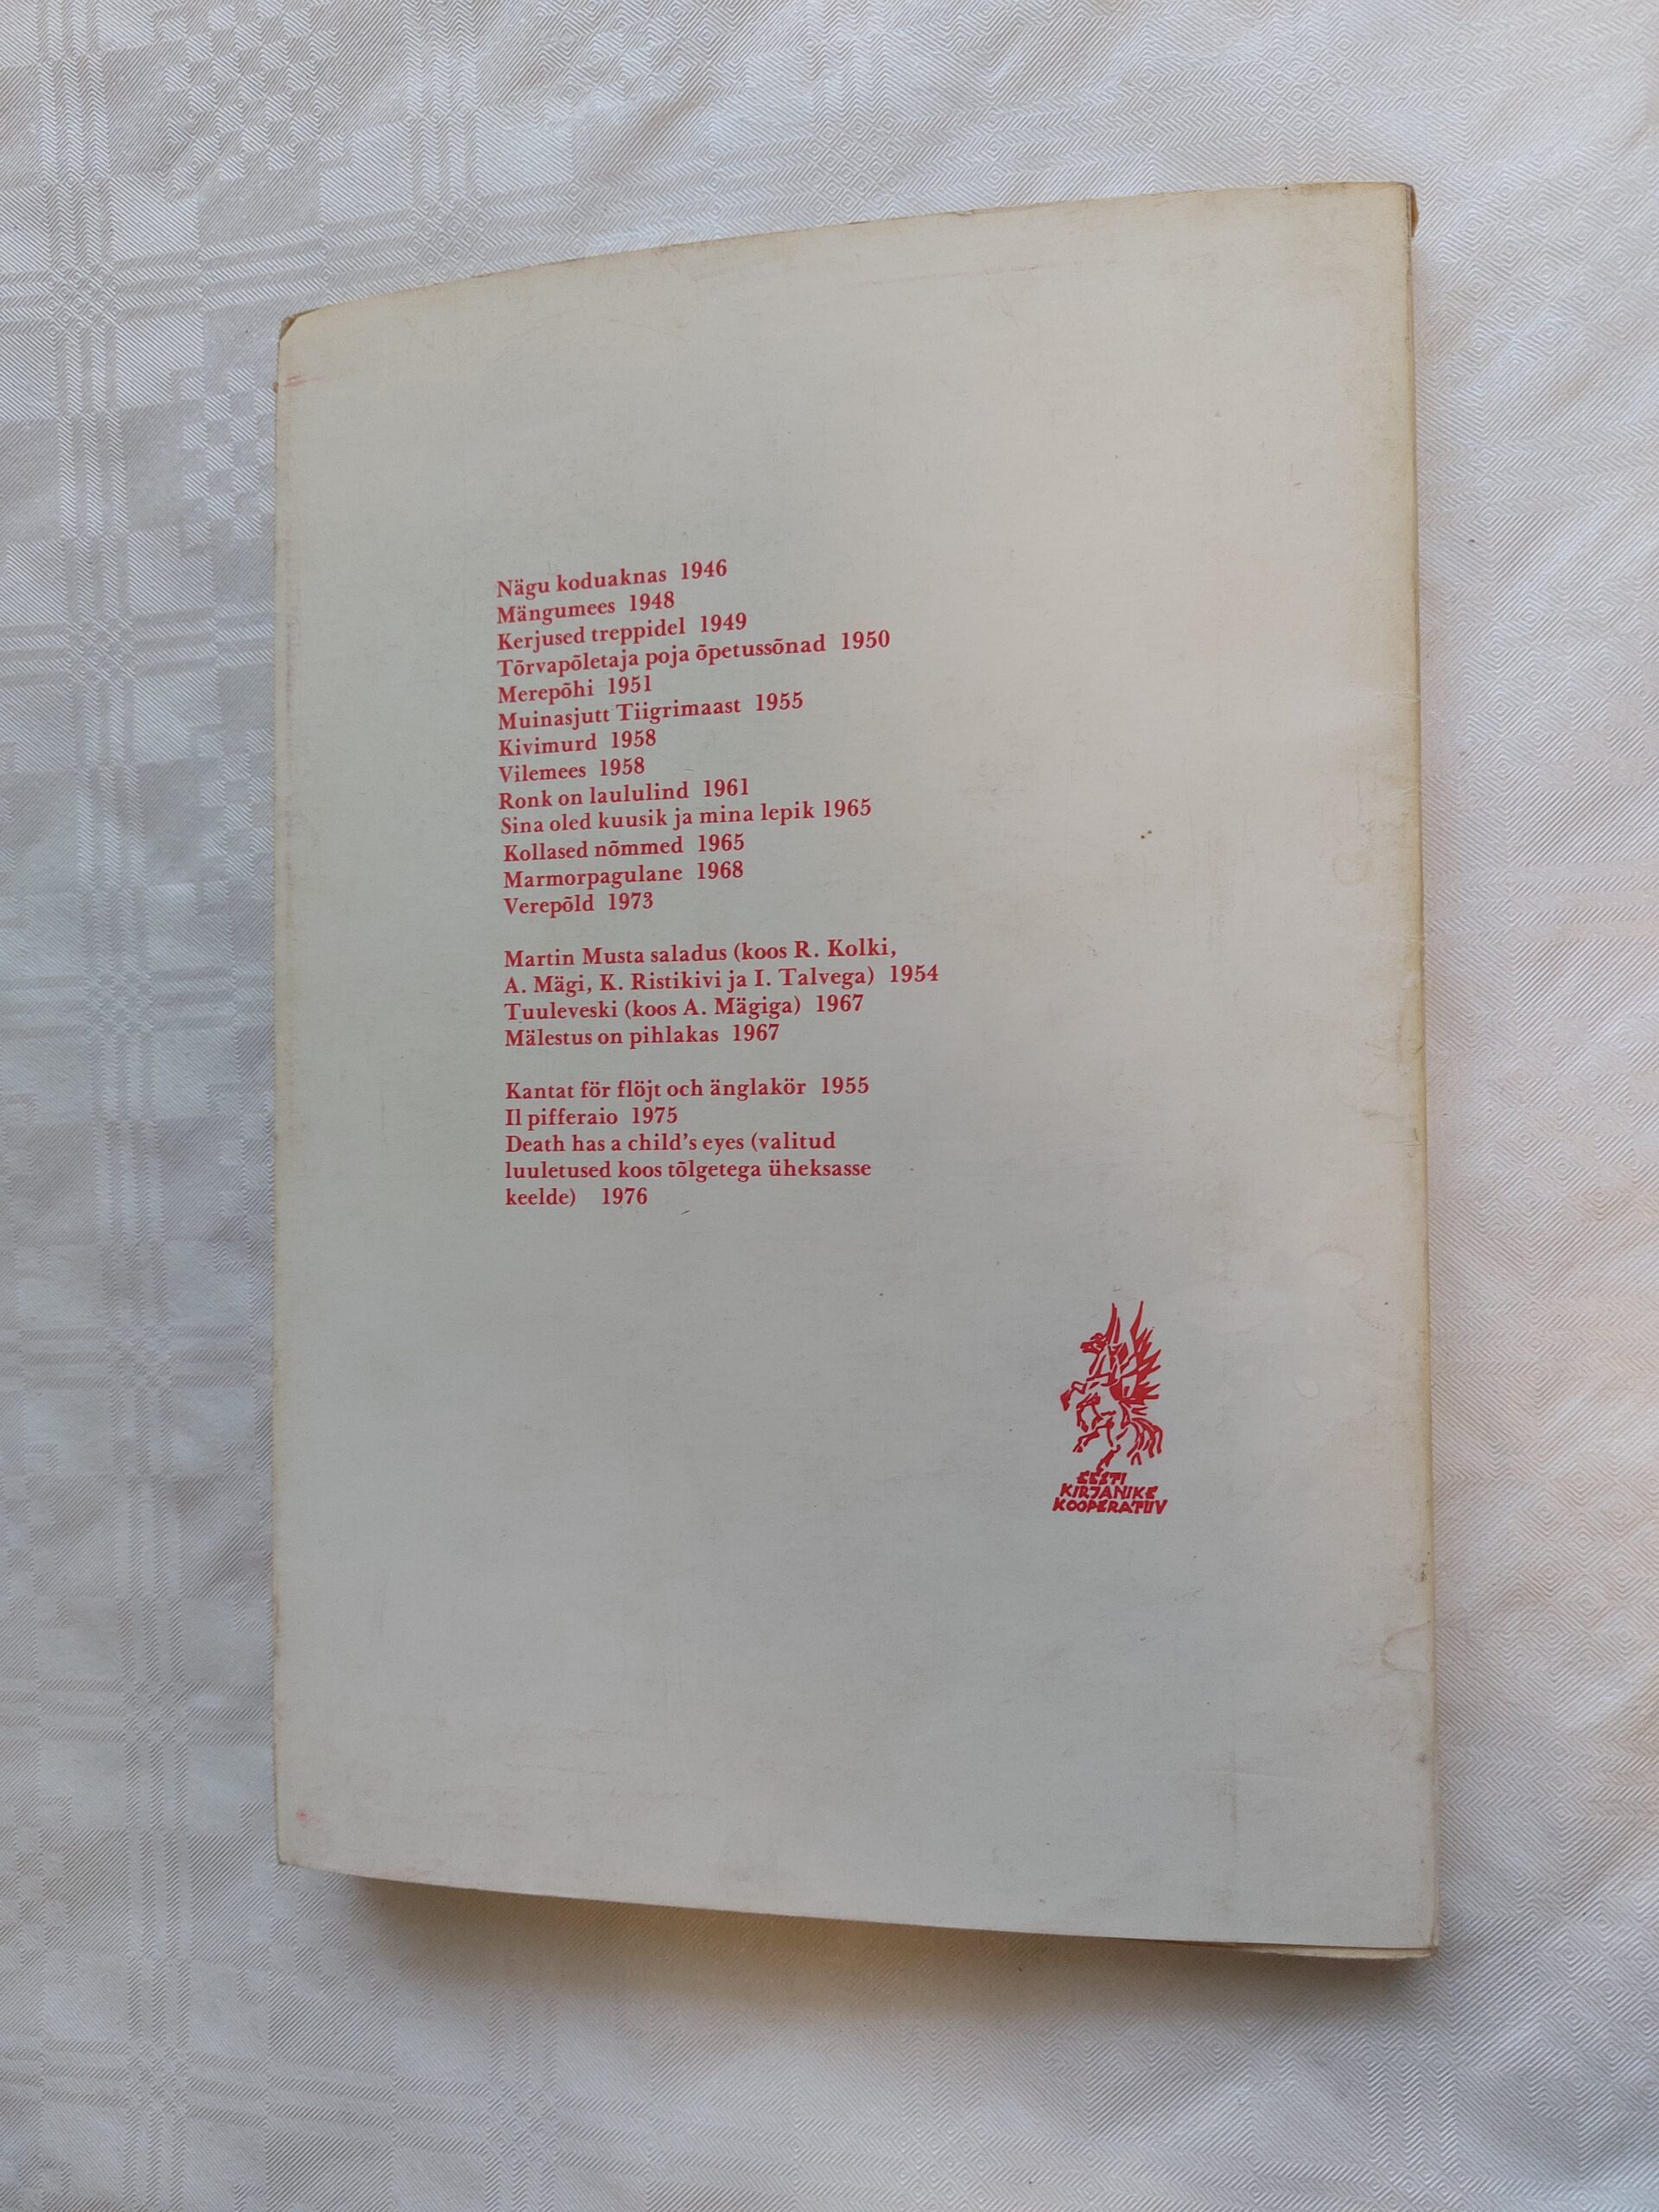 Nägu koduaknas 1946
Mängumees 1948
Kerjused treppidel 1949
Tõrvapõletaja poja õpetussõnad 1950
Merepõhi 1951
Muinasjutt Tiigrimaast 1955
Kivimurd 1958
Vilemees 1958
Ronk on laululind 1961
Sina oled kuusik ja mina lepik 1965
Kollased nõmmed 1965
Marmorpagulane 1968
Verepõld 1973
Martin Musta saladus (koos R. Kolki,
A. Mägi, K. Ristikivi ja I. Talvega) 1954
Tuuleveski (koos A. Mägiga) 1967
Mälestus on pihlakas 1967
Kantat för flöjt och änglakör 1955
Il pifferaio 1975
Death has a child's eyes (valitud
luuletused koos tõlgetega üheksasse
keelde) 1976
EESTI
KIRJANIKE
KOOPERATIIV